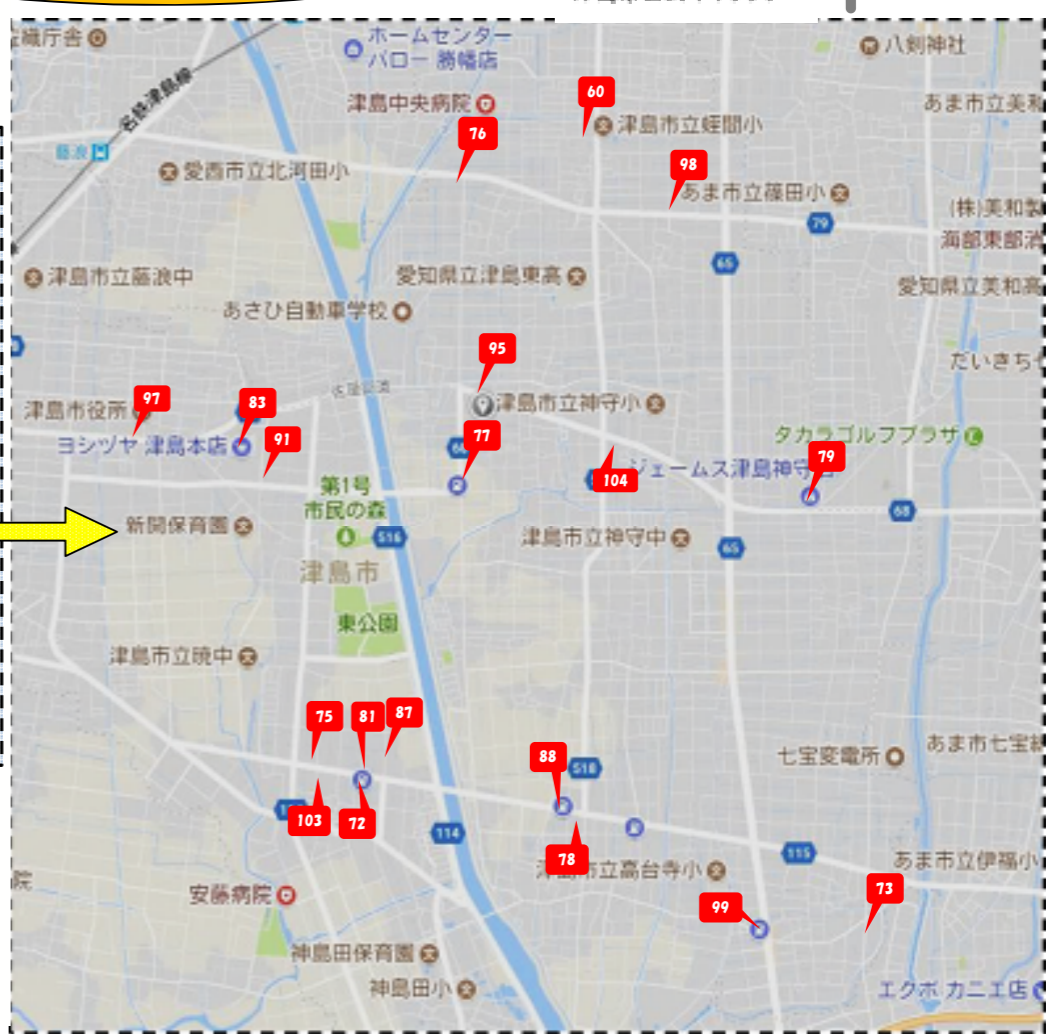 ホームセンター
バロー 勝幡店
八剣神社
津島中央病院
60
津島市立蛭間小
76
名鉄津島線
藤浪
愛西市立北河田小
98
あま市立篠田小
79
(株)美和製
海部東部消
65
津島市立藤浪中
愛知県立津島東高
愛知県立美和高
あさひ自動車学校
95
だいきち
97
83
津島市役所
津島市立神守小
ヨシヅヤ 津島本店
91
77
タカラゴルフプラザ
79
104
ジェームス津島神守
68
第1号
市民の森
新開保育園
516
津島市立神守中
65
津島市
東公園
津島市立暁中
75
81
87
88
518
七宝変電所
あま市七宝
103
72
114
78
115
津島市立高台寺小
あま市立伊福小
院
安藤病院
99
73
神島田保育園
神島田小
エクボ カニエ店